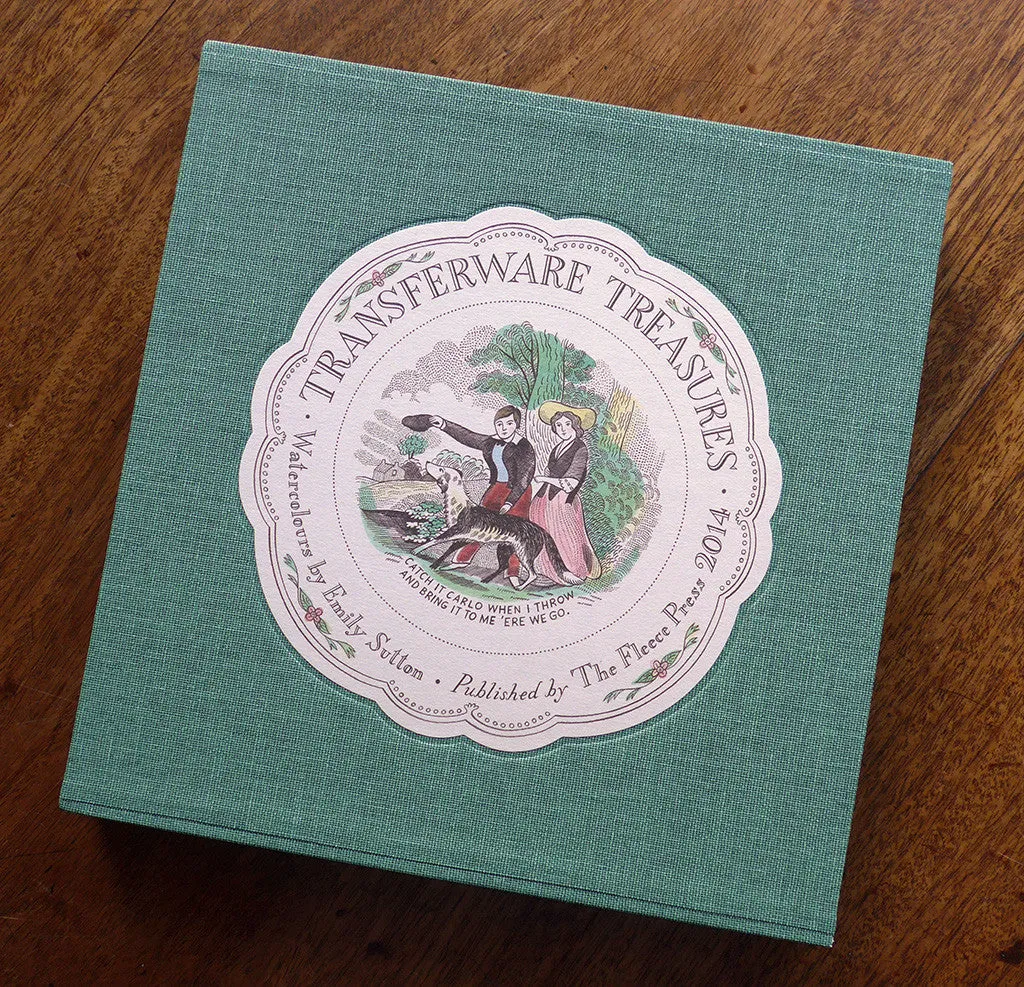 · TRANSFERWARE TREASURES ·
Watercolours by Emily Sutton · Published by The Fleece Press 2014
CATCH IT CARLO WHEN I THROW
AND BRING IT TO ME 'ERE WE GO.